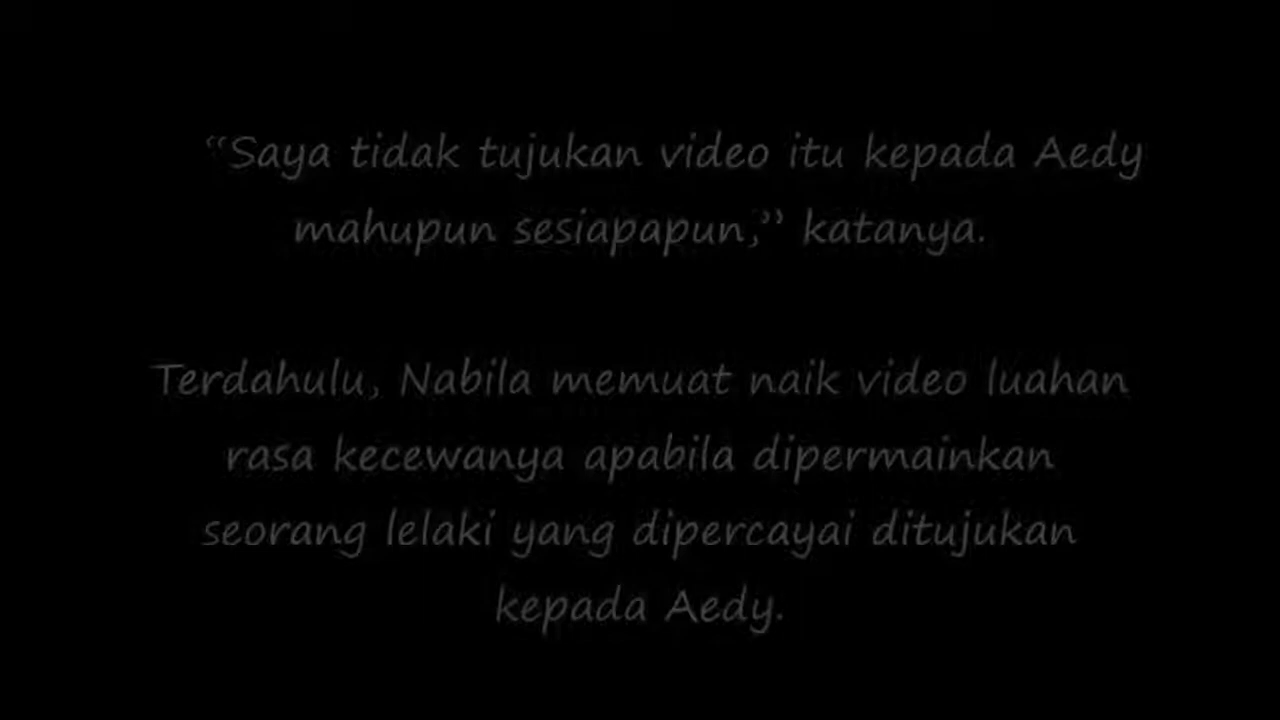 “Saya tidak tujukan video itu kepada Aedy
mahupun sesiapapun,” katanya.
Terdahulu, Nabila memuat naik video luahan
rasa kecewanya apabila dipermainkan
seorang lelaki yang dipercayai ditujukan
kepada Aedy.